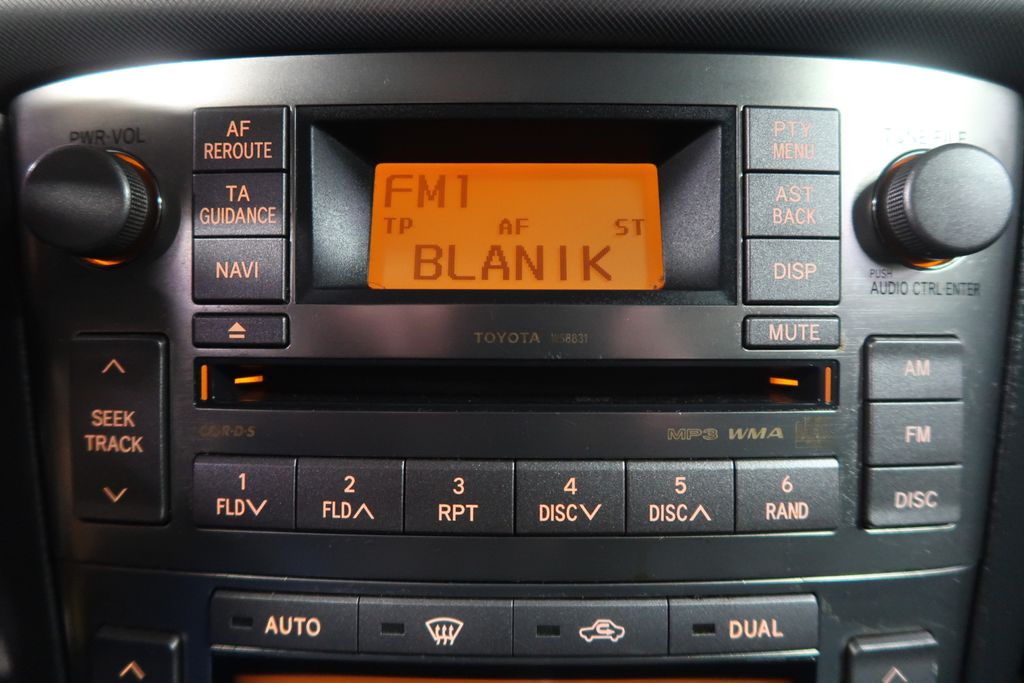 PWR·VOL
AF
REROUTE
TA
GUIDANCE
NAVI
FM1
TP AF ST
BLANIK
PTY
MENU
AST
BACK
DISP
TUNE·FILE
PUSH
AUDIO CTRL·ENTER
TOYOTA
MUTE
SEEK
TRACK
MP3 WMA
AM
FM
DISC
1
FLD
2
FLD
3
RPT
4
DISC
5
DISC
6
RAND
AUTO
DUAL